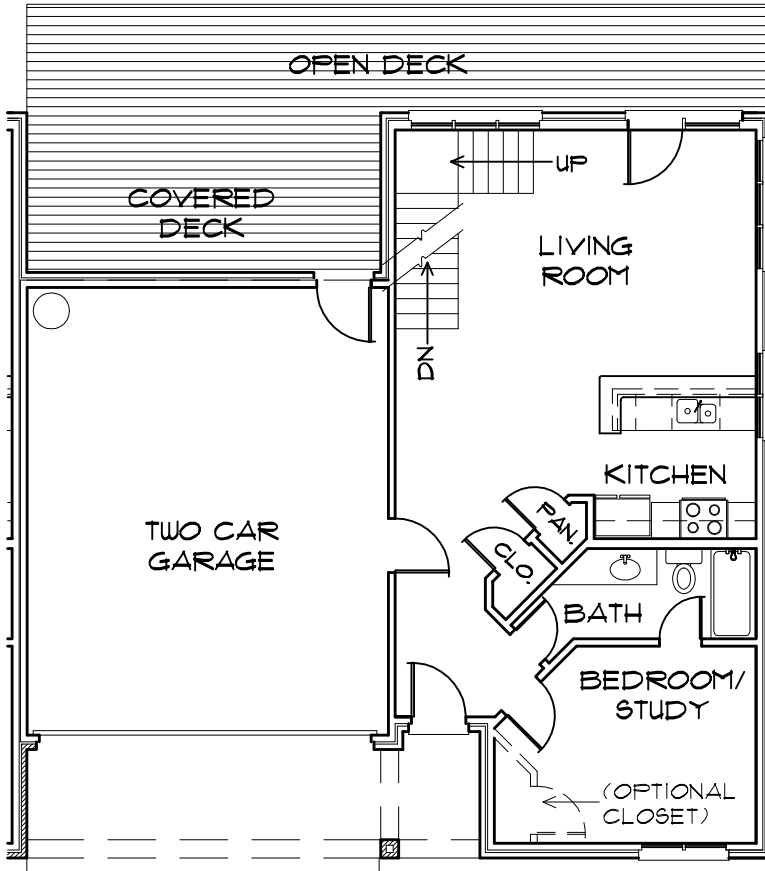 OPEN DECK
UP
COVERED
DECK
LIVING
ROOM
DN
KITCHEN
PAN.
TWO CAR
GARAGE
CLO.
BATH
BEDROOM/
STUDY
(OPTIONAL
CLOSET)